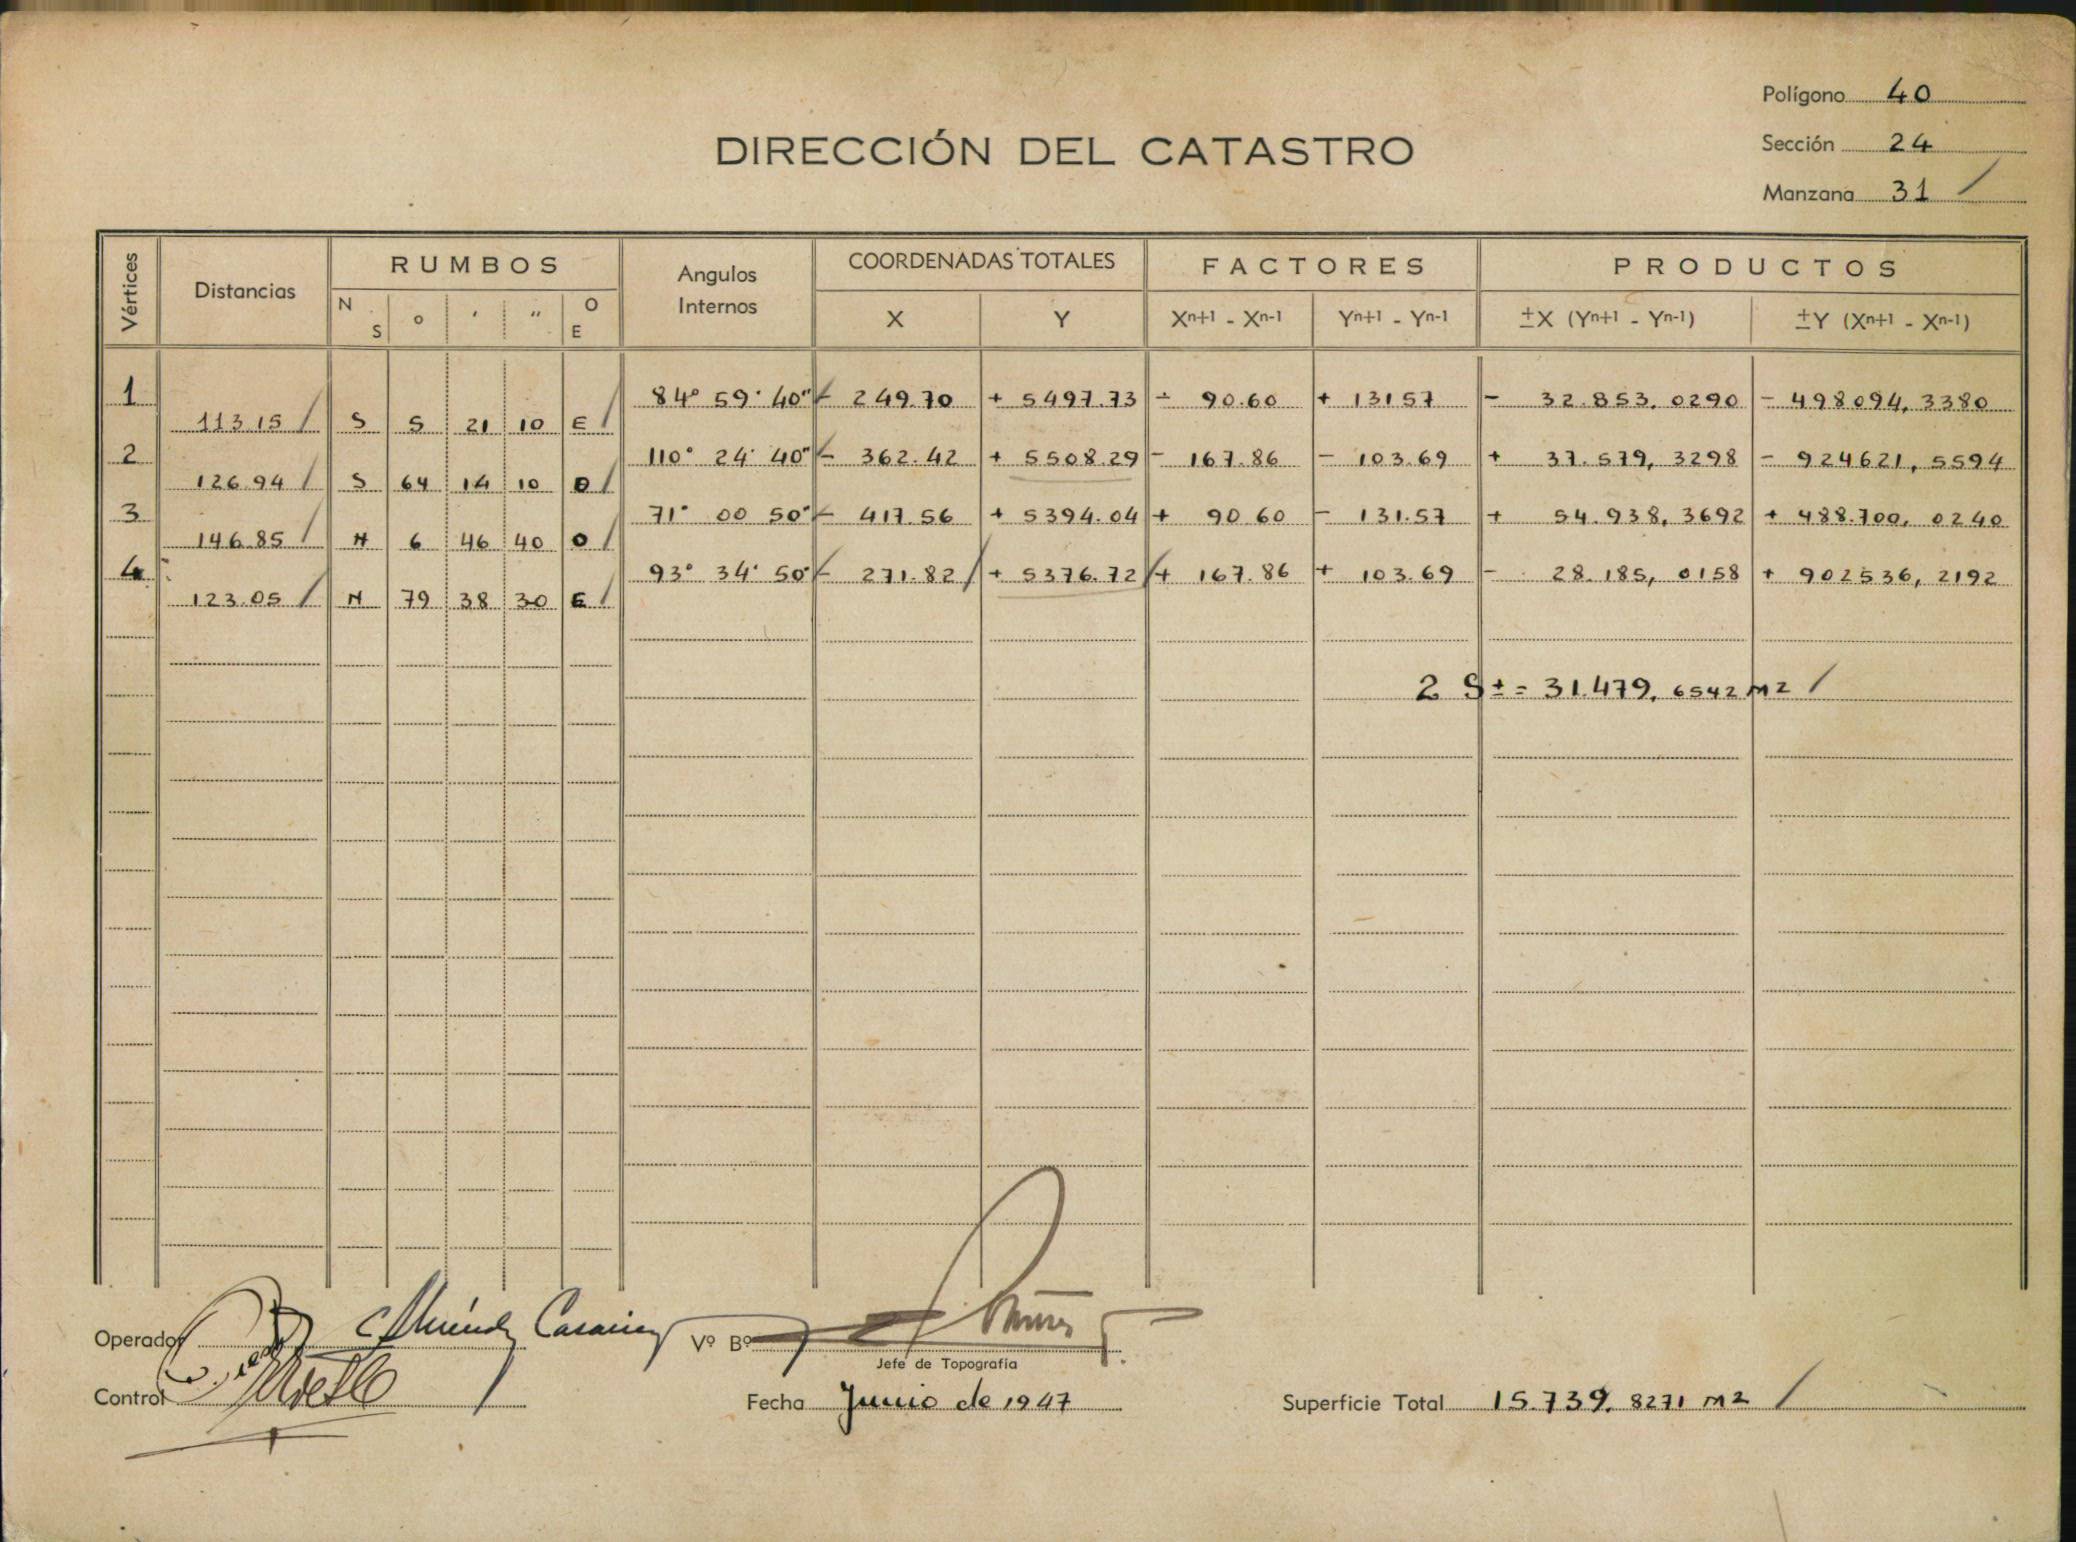 Polígono 40
DIRECCIÓN DEL CATASTRO
Sección 24
Manzana 31
Vértices Distancias RUMBOS Angulos Internos COORDENADAS TOTALES FACTORES PRODUCTOS
N S o ' " O E X Y Xn+1 - Xn-1 Yn+1 - Yn-1 ±X (Yn+1 - Yn-1) ±Y (Xn+1 - Xn-1)
1 84° 59' 40" - 249.70 + 5497.73 - 90.60 + 131.57 - 32.853,0290 - 498094,3380
113.15 S 5 21 10 E
2 110° 24' 40" - 362.42 + 5508.29 - 167.86 - 103.69 + 37.579,3298 - 924621,5594
126.94 S 64 14 10 O
3 71° 00 50" - 417.56 + 5394.04 + 90.60 - 131.57 + 54.938,3692 + 488.700,0240
146.85 N 6 46 40 O
4 93° 34' 50" - 271.82 + 5376.72 + 167.86 + 103.69 - 28.185,0158 + 902536,2192
123.05 N 79 38 30 E
2 S ± = 31.479,6542 m2
Operador Vº Bº
Jefe de Topografía
Control Fecha Junio de 1947 Superficie Total 15.739,8271 m2